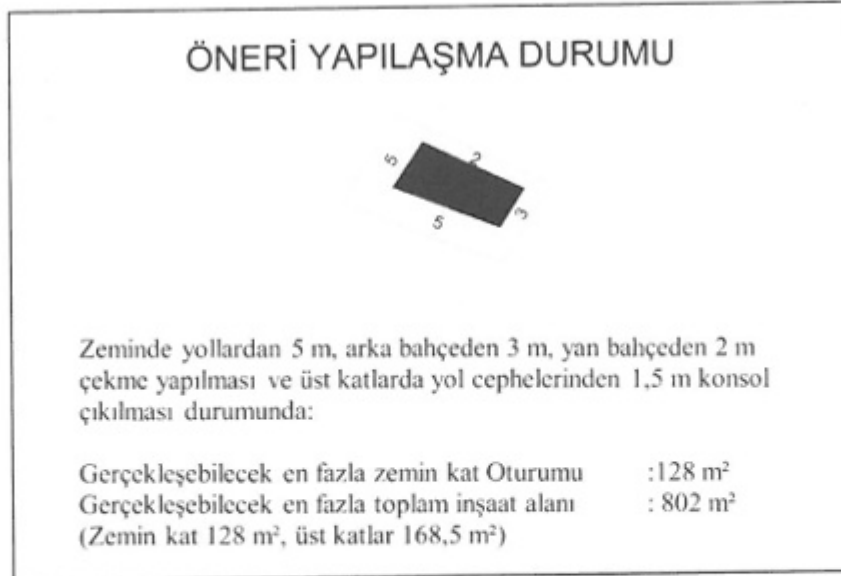 ÖNERİ YAPILAŞMA DURUMU
5
2
5
3
Zeminde yollardan 5 m, arka bahçeden 3 m, yan bahçeden 2 m
çekme yapılması ve üst katlarda yol cephelerinden 1,5 m konsol
çıkılması durumunda:
Gerçekleşebilecek en fazla zemin kat Oturumu :128 m²
Gerçekleşebilecek en fazla toplam inşaat alanı : 802 m²
(Zemin kat 128 m², üst katlar 168,5 m²)